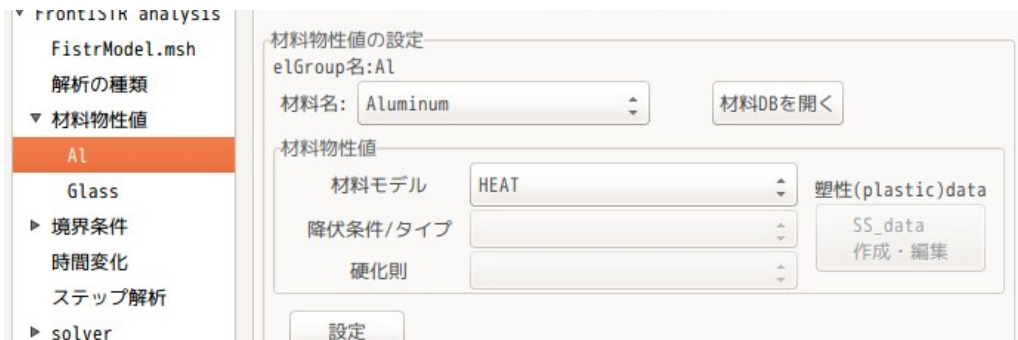 FrontISTR analysis
FistrModel.msh
解析の種類
材料物性値
Al
Glass
境界条件
時間変化
ステップ解析
solver
材料物性値の設定
elGroup名:Al
材料名: Aluminum 材料DBを開く
材料物性値
材料モデル HEAT 塑性(plastic)data
降伏条件/タイプ SS_data
作成・編集
硬化則
設定